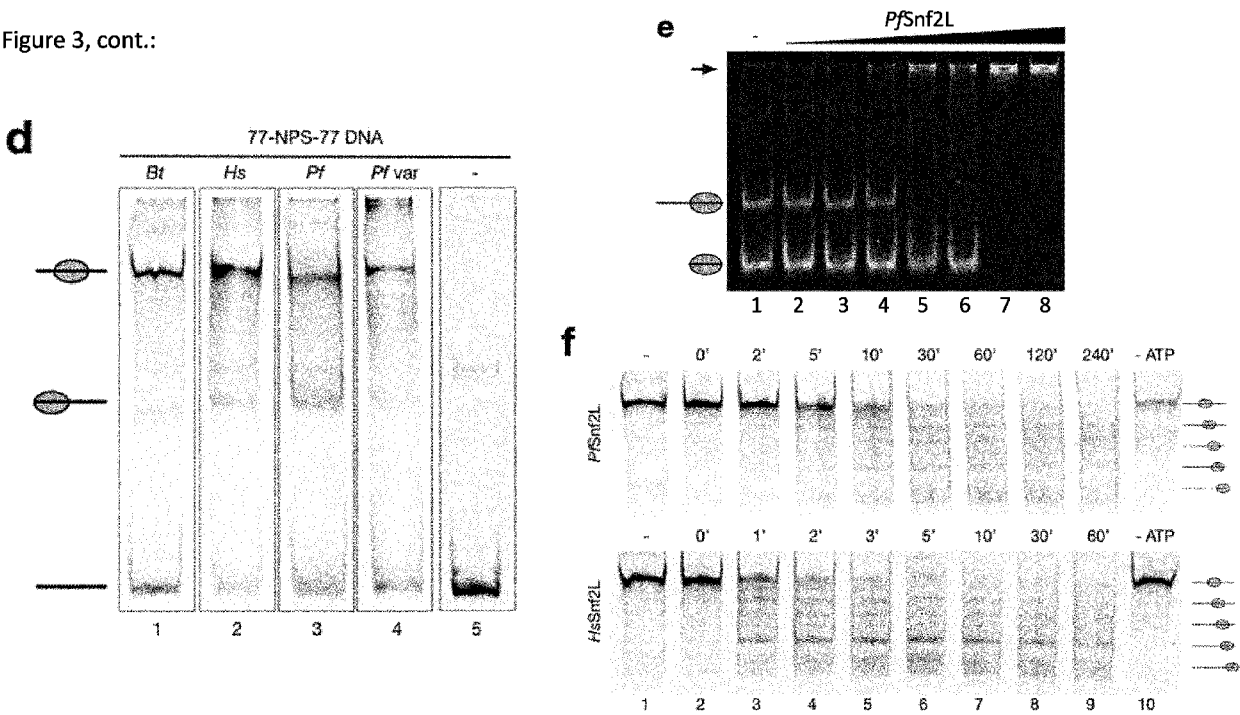 Figure 3, cont.:
d
77-NPS-77 DNA
Bt Hs Pf Pf var -
1 2 3 4 5
e
PfSnf2L
-
1 2 3 4 5 6 7 8
f
- 0' 2' 5' 10' 30' 60' 120' 240' - ATP
PfSnf2L
- 0' 1' 2' 3' 5' 10' 30' 60' - ATP
HsSnf2L
1 2 3 4 5 6 7 8 9 10